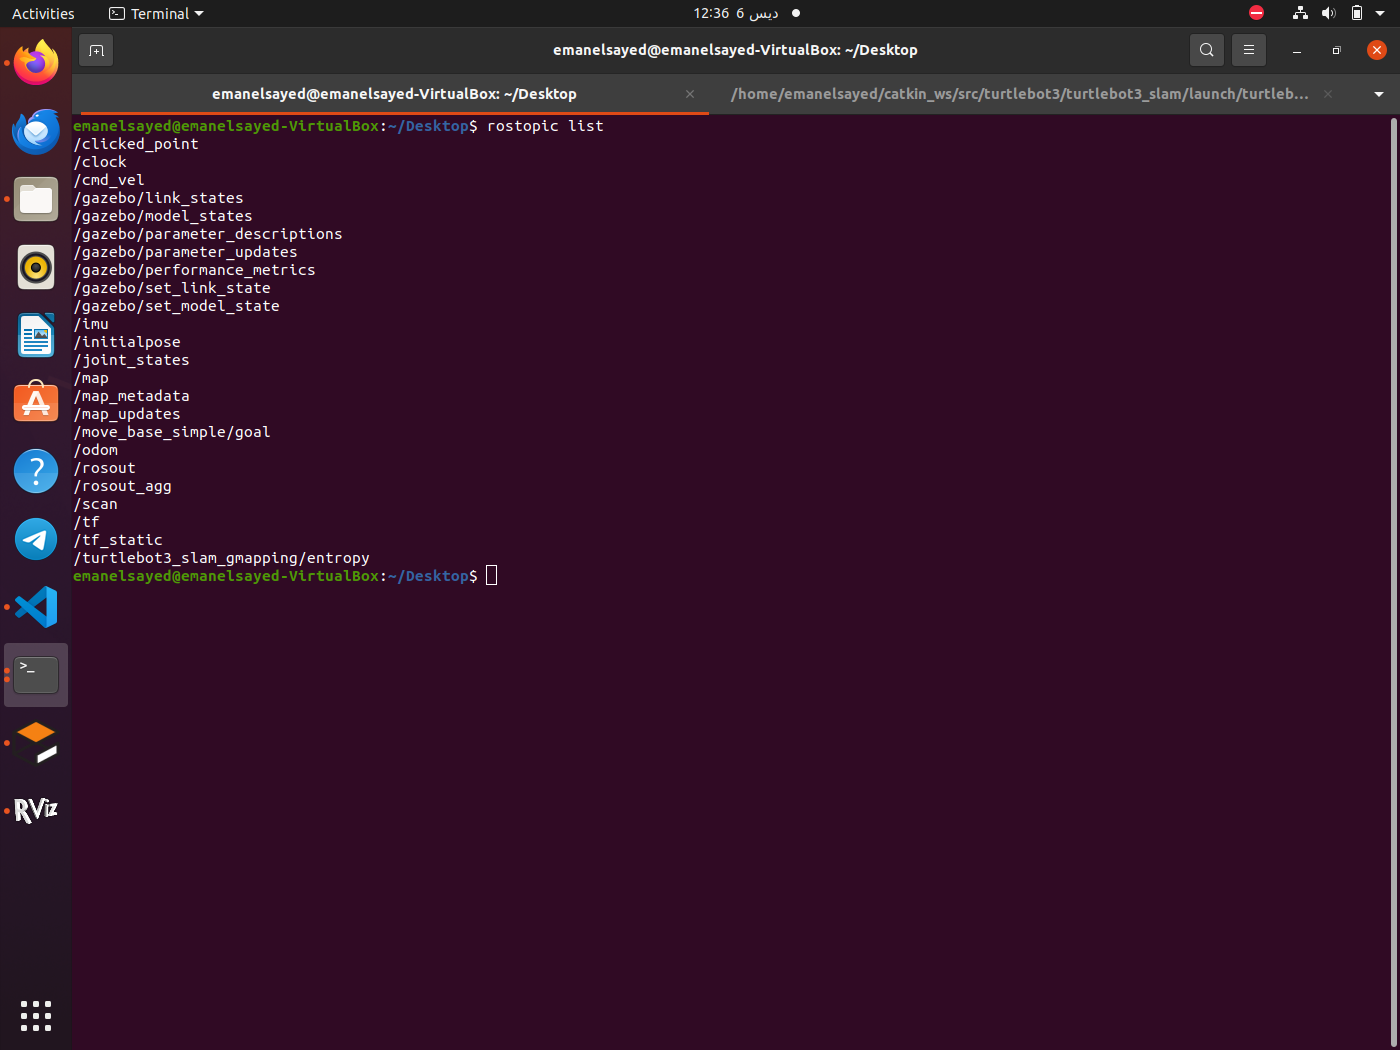 Activities
Terminal
12:36 6 ديس
emanelsayed@emanelsayed-VirtualBox: ~/Desktop
emanelsayed@emanelsayed-VirtualBox: ~/Desktop
/home/emanelsayed/catkin_ws/src/turtlebot3/turtlebot3_slam/launch/turtleb...
emanelsayed@emanelsayed-VirtualBox:~/Desktop$ rostopic list
/clicked_point
/clock
/cmd_vel
/gazebo/link_states
/gazebo/model_states
/gazebo/parameter_descriptions
/gazebo/parameter_updates
/gazebo/performance_metrics
/gazebo/set_link_state
/gazebo/set_model_state
/imu
/initialpose
/joint_states
/map
/map_metadata
/map_updates
/move_base_simple/goal
/odom
/rosout
/rosout_agg
/scan
/tf
/tf_static
/turtlebot3_slam_gmapping/entropy
emanelsayed@emanelsayed-VirtualBox:~/Desktop$
RViz